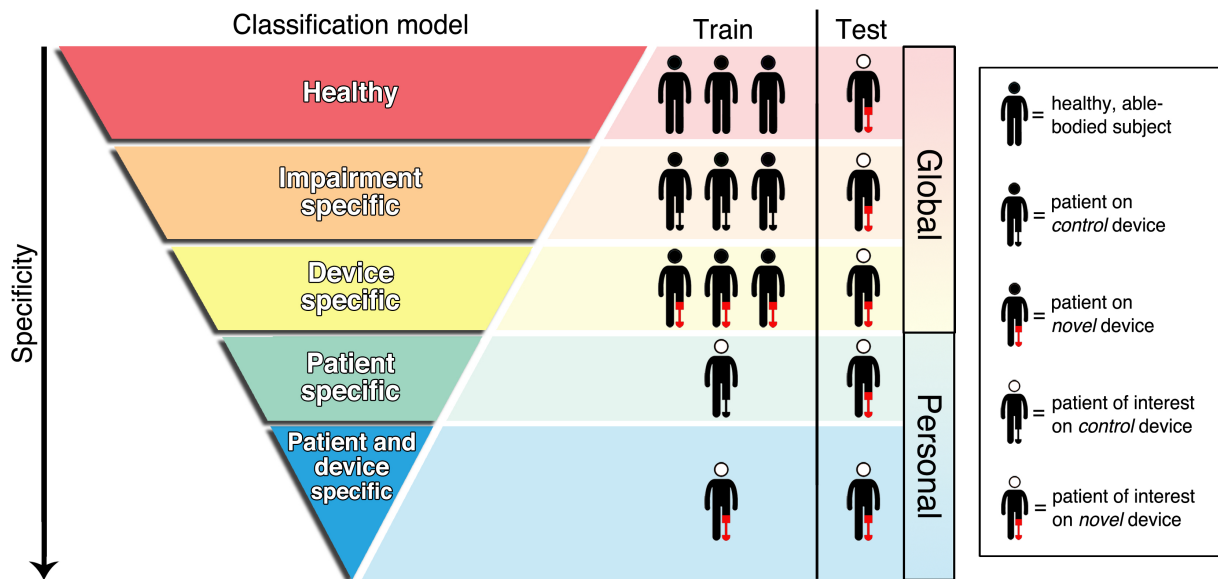 Classification model
Train
Test
Specificity
Healthy
Impairment
specific
Device
specific
Patient
specific
Patient and
device
specific
Global
Personal
= healthy, able-
bodied subject
= patient on
control device
= patient on
novel device
= patient of interest
on control device
= patient of interest
on novel device